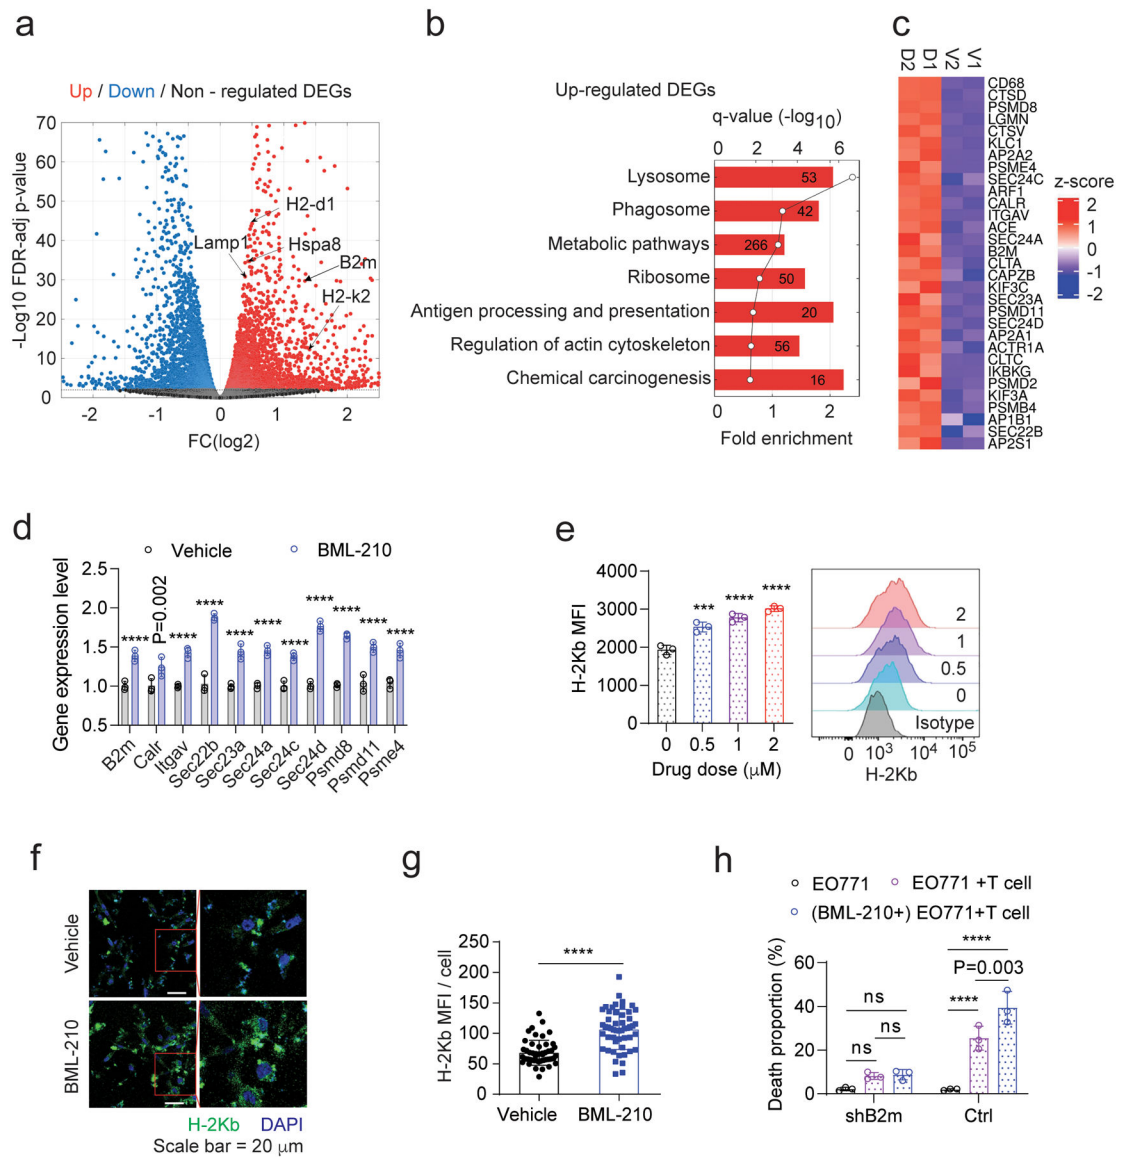 a
Up / Down / Non - regulated DEGs
70
60
50
40
30
20
10
0
-Log10 FDR-adj p-value
H2-d1
Lamp1
Hspa8
B2m
H2-k2
-2 -1 0 1 2
FC(log2)
b
Up-regulated DEGs
q-value (-log10)
0 2 4 6
Lysosome 53
Phagosome 42
Metabolic pathways 266
Ribosome 50
Antigen processing and presentation 20
Regulation of actin cytoskeleton 56
Chemical carcinogenesis 16
0 1 2
Fold enrichment
c
D2 D1 V2 V1
CD68
CTSD
PSMD8
LGMN
CTSV
KLC1
AP2A2
PSME4
SEC24C
ARF1
CALR
ITGAV
ACE
SEC24A
B2M
CLTA
CAPZB
KIF3C
SEC23A
PSMD11
SEC24D
AP2A1
ACTR1A
CLTC
IKBKG
PSMD2
KIF3A
PSMB4
AP1B1
SEC22B
AP2S1
z-score
2
1
0
-1
-2
d
Vehicle BML-210
Gene expression level
2.5
2.0
1.5
1.0
0.5
**** P=0.002 **** **** **** **** **** **** **** **** ****
B2m Calr Itgav Sec22b Sec23a Sec24a Sec24c Sec24d Psmd8 Psmd11 Psme4
e
H-2Kb MFI
4000
3000
2000
1000
0
*** **** ****
0 0.5 1 2
Drug dose (μM)
2
1
0.5
0
Isotype
0 10^3 10^4 10^5
H-2Kb
f
Vehicle
BML-210
H-2Kb DAPI
Scale bar = 20 μm
g
H-2Kb MFI / cell
250
200
150
100
50
0
****
Vehicle BML-210
h
EO771 EO771 +T cell
(BML-210+) EO771+T cell
Death proportion (%)
60
40
20
0
ns
ns
ns
****
P=0.003
****
shB2m Ctrl